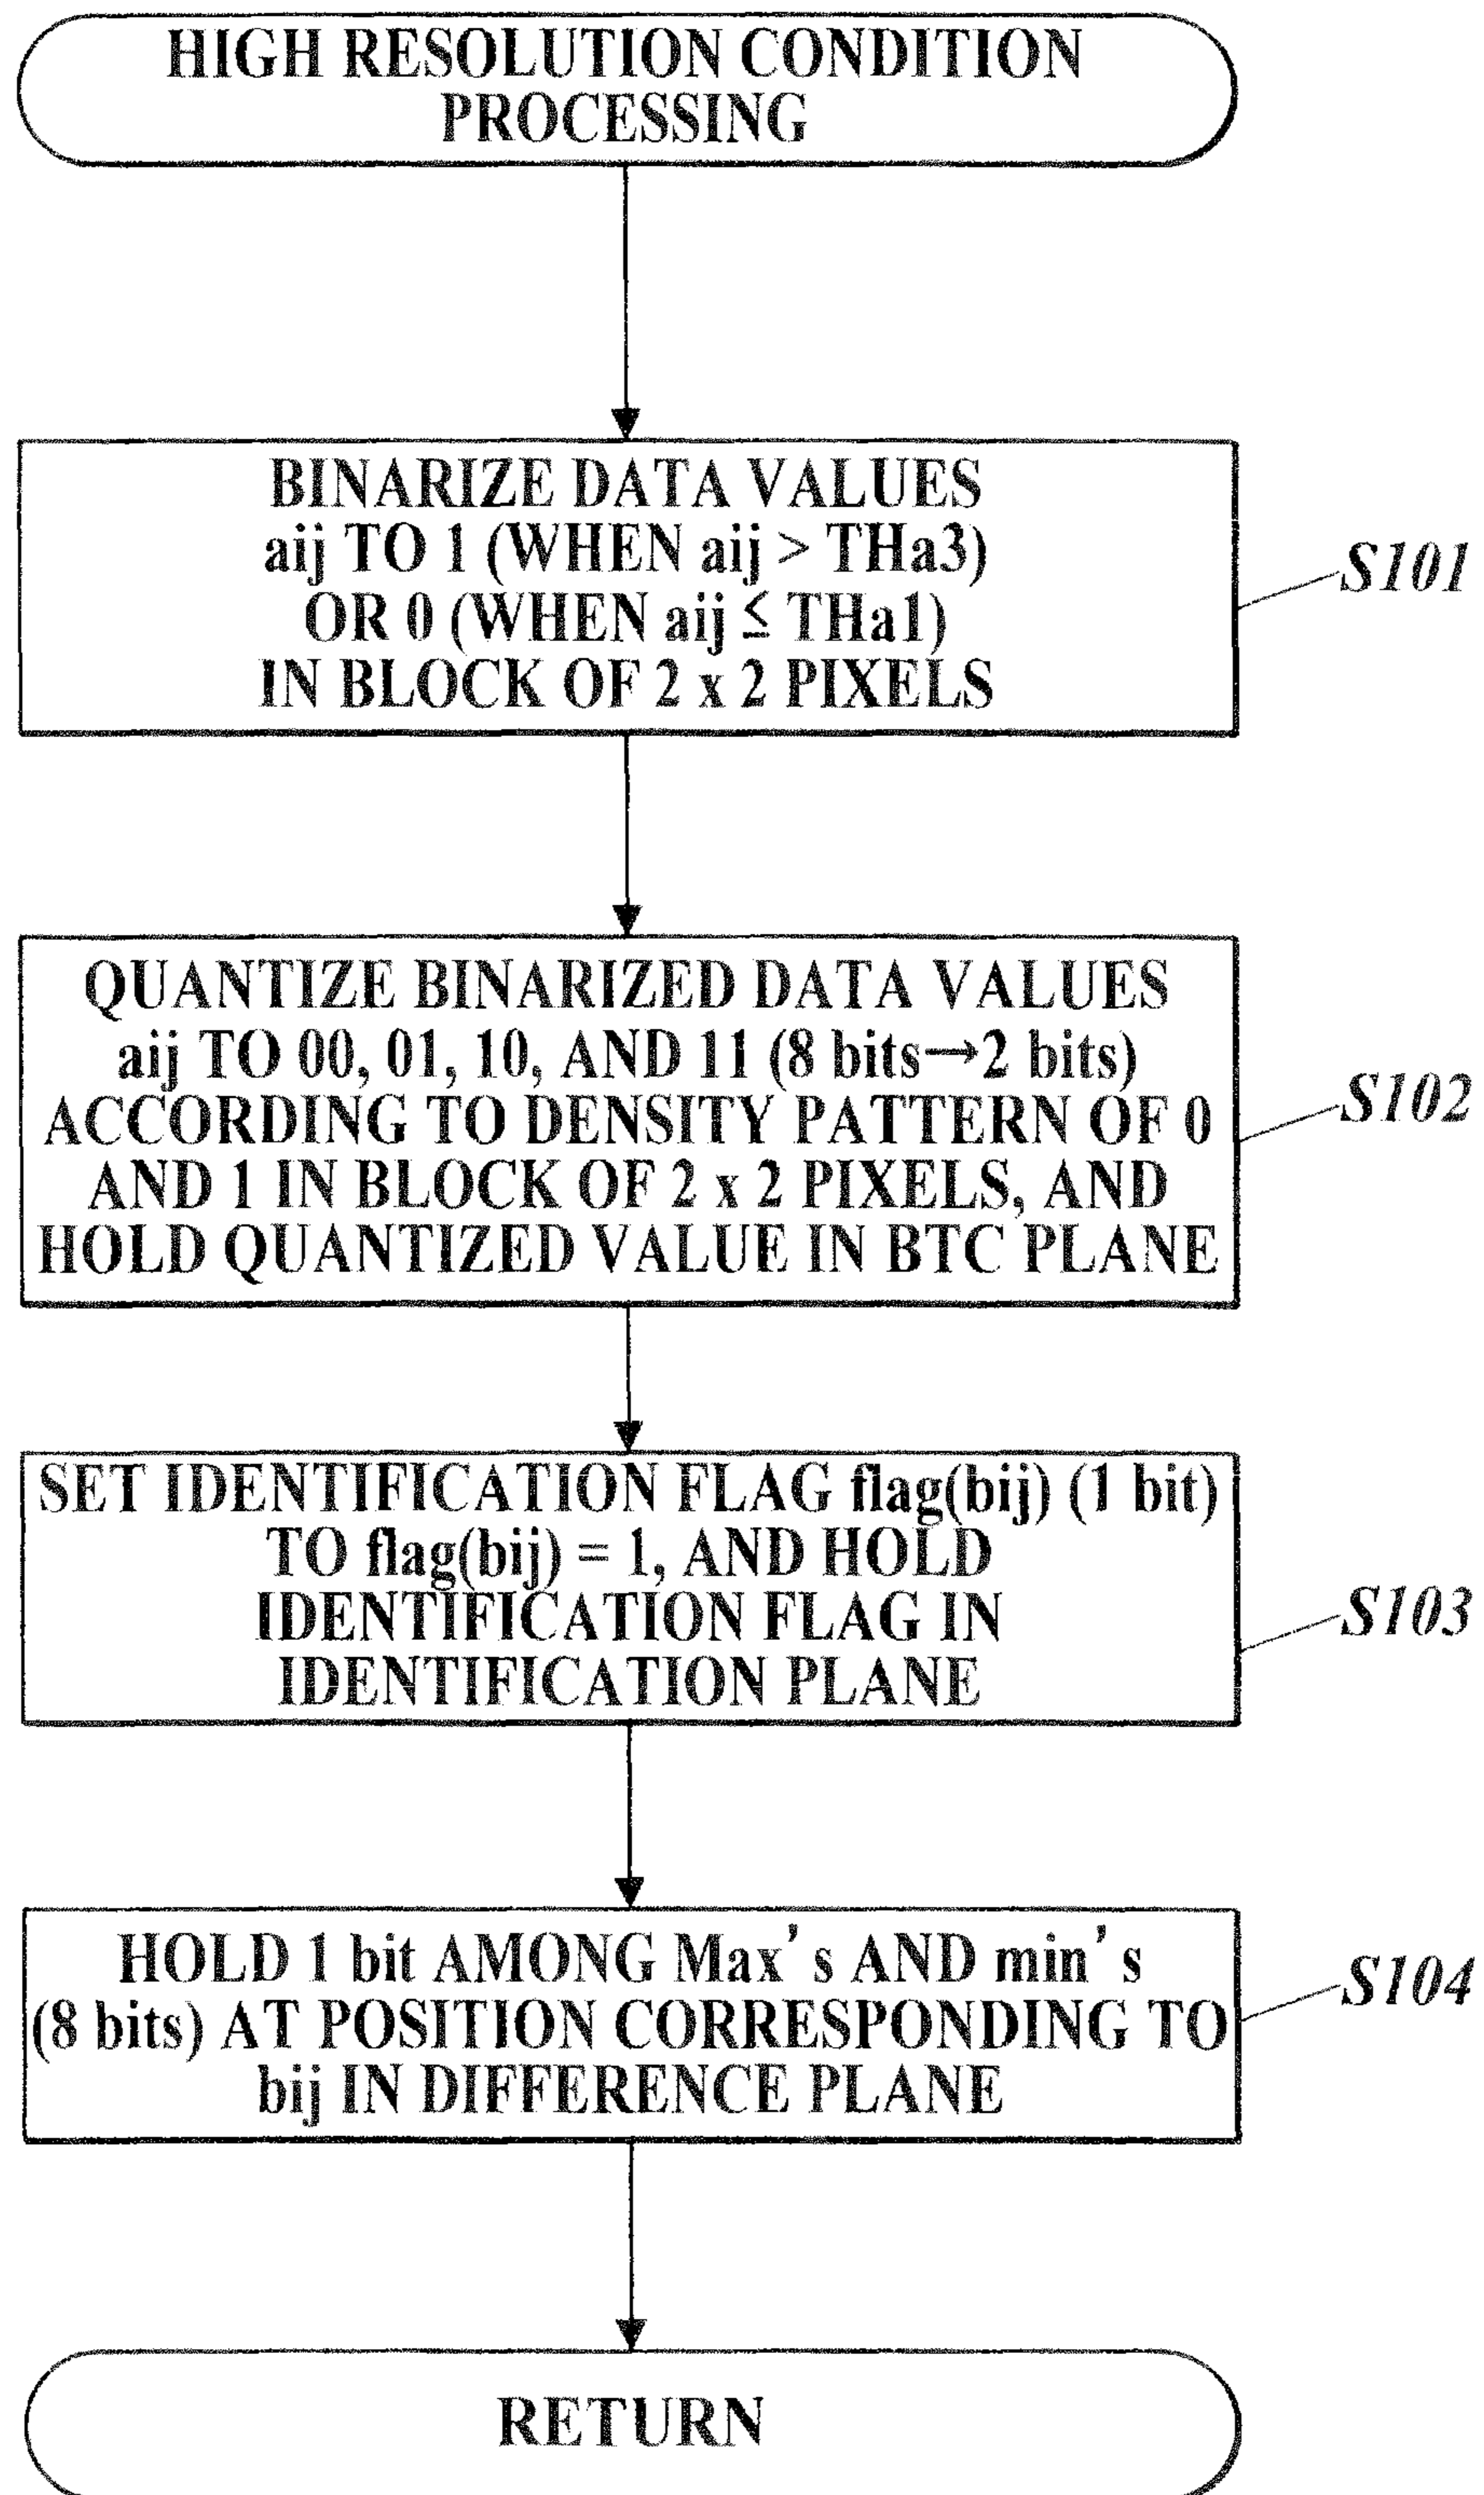 HIGH RESOLUTION CONDITION
PROCESSING
BINARIZE DATA VALUES
aij TO 1 (WHEN aij > THa3)
OR 0 (WHEN aij ≦ THa1)
IN BLOCK OF 2 x 2 PIXELS
S101
QUANTIZE BINARIZED DATA VALUES
aij TO 00, 01, 10, AND 11 (8 bits→2 bits)
ACCORDING TO DENSITY PATTERN OF 0
AND 1 IN BLOCK OF 2 x 2 PIXELS, AND
HOLD QUANTIZED VALUE IN BTC PLANE
S102
SET IDENTIFICATION FLAG flag(bij) (1 bit)
TO flag(bij) = 1, AND HOLD
IDENTIFICATION FLAG IN
IDENTIFICATION PLANE
S103
HOLD 1 bit AMONG Max's AND min's
(8 bits) AT POSITION CORRESPONDING TO
bij IN DIFFERENCE PLANE
S104
RETURN